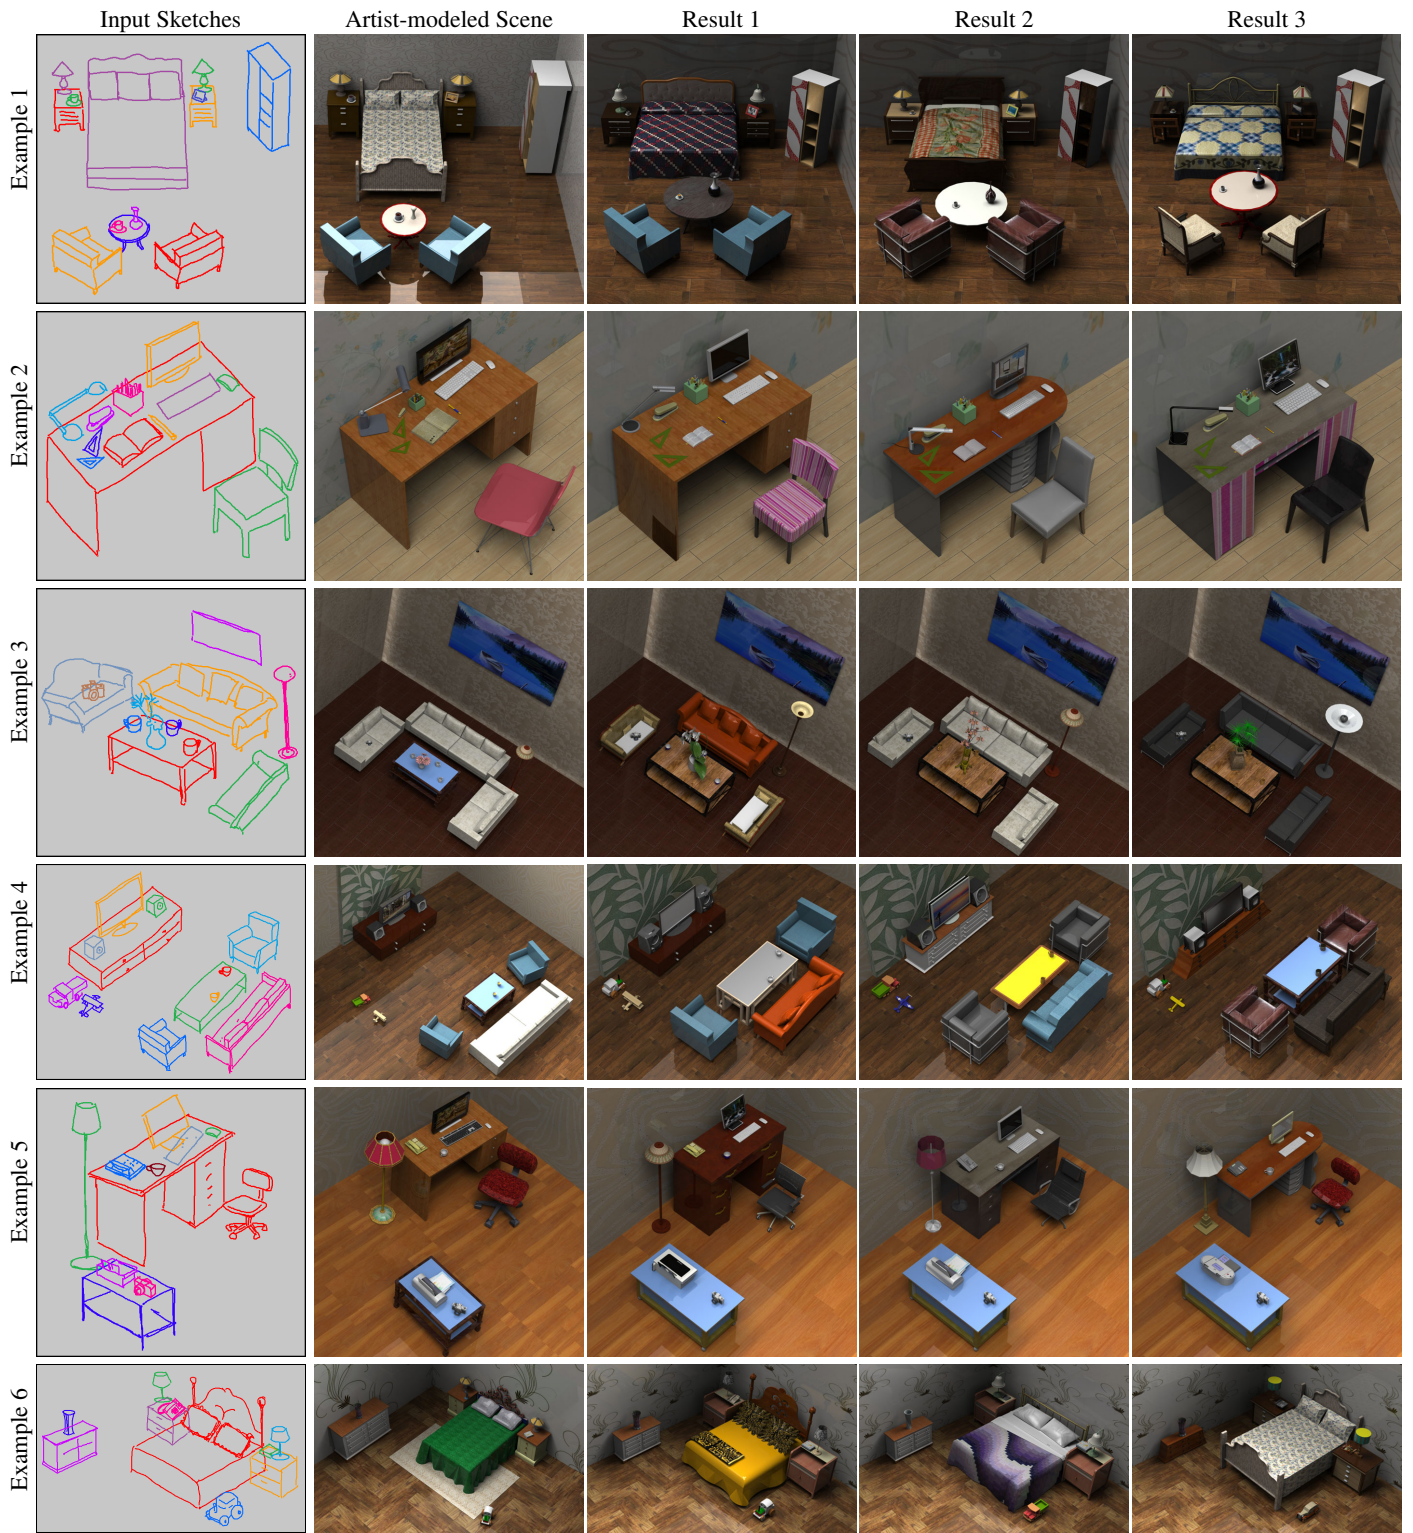 Input Sketches Artist-modeled Scene Result 1 Result 2 Result 3
Example 1
Example 2
Example 3
Example 4
Example 5
Example 6